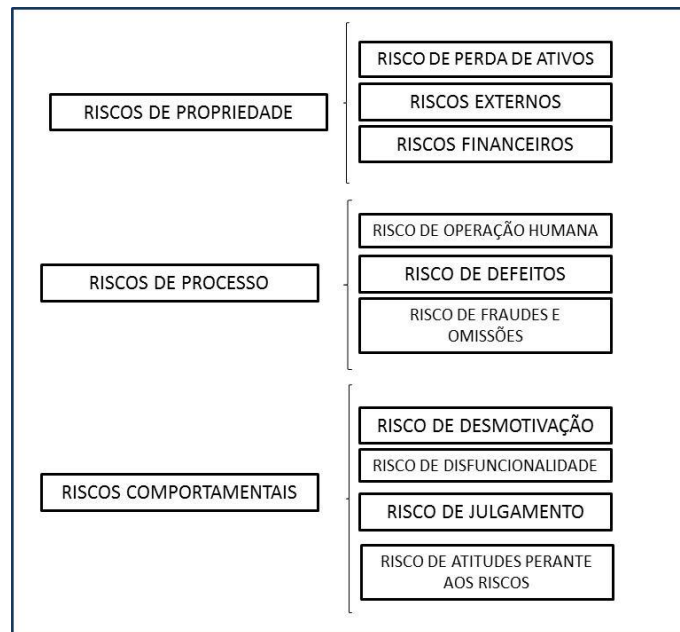 RISCOS DE PROPRIEDADE
RISCO DE PERDA DE ATIVOS
RISCOS EXTERNOS
RISCOS FINANCEIROS
RISCOS DE PROCESSO
RISCO DE OPERAÇÃO HUMANA
RISCO DE DEFEITOS
RISCO DE FRAUDES E
OMISSÕES
RISCOS COMPORTAMENTAIS
RISCO DE DESMOTIVAÇÃO
RISCO DE DISFUNCIONALIDADE
RISCO DE JULGAMENTO
RISCO DE ATITUDES PERANTE
AOS RISCOS